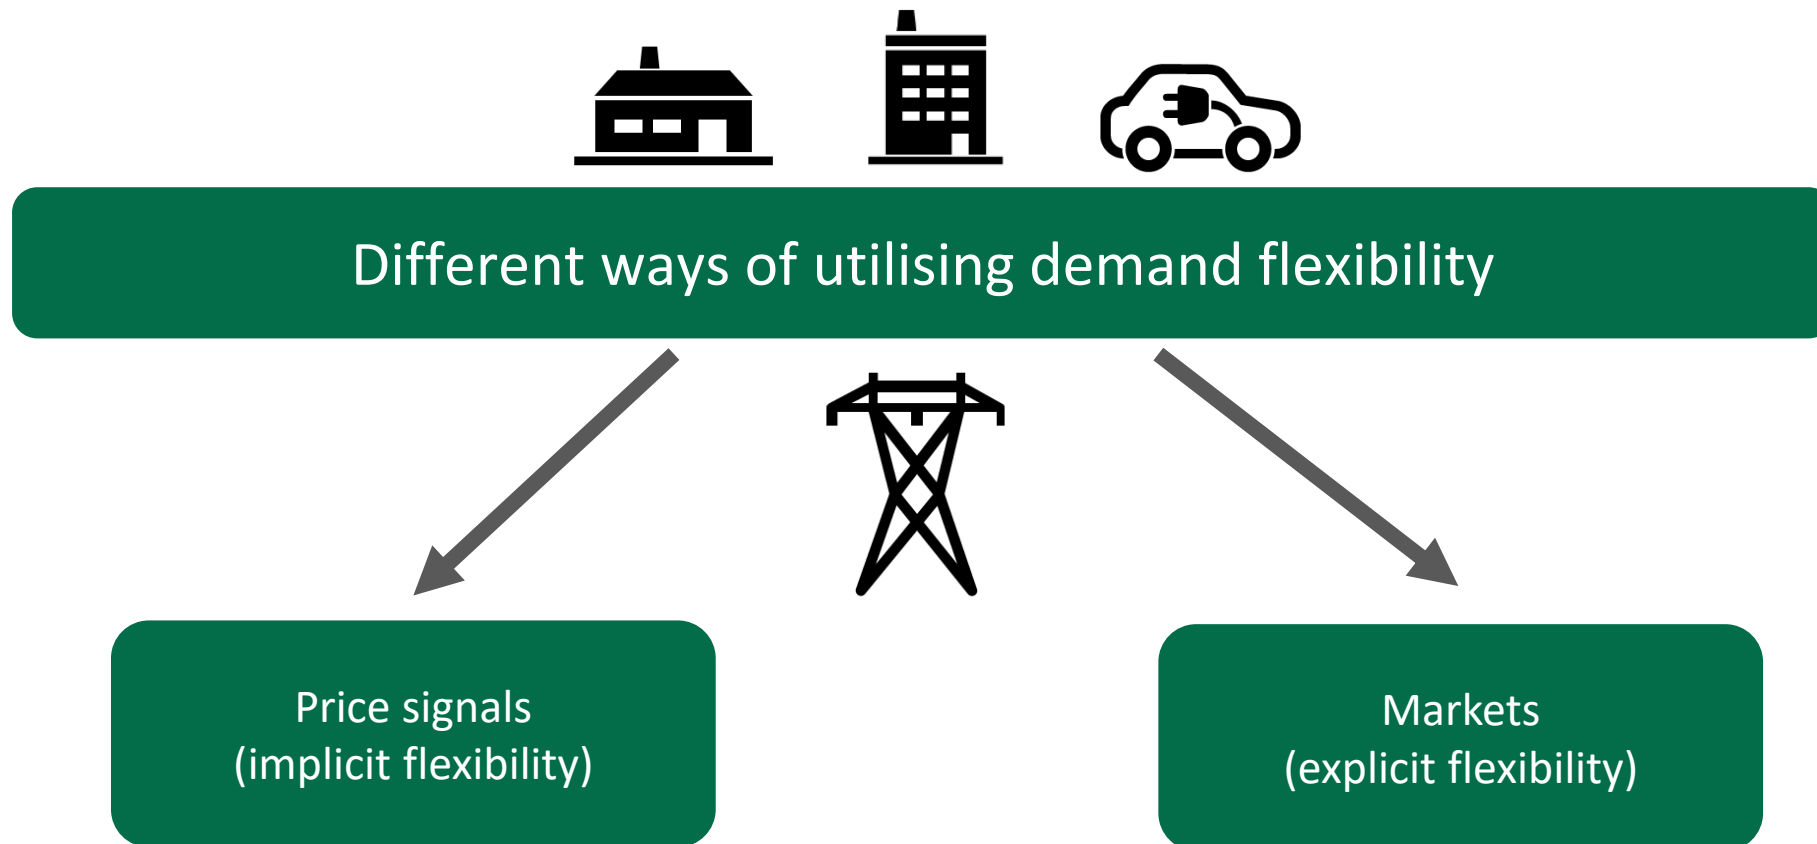 Different ways of utilising demand flexibility
Price signals
(implicit flexibility)
Markets
(explicit flexibility)